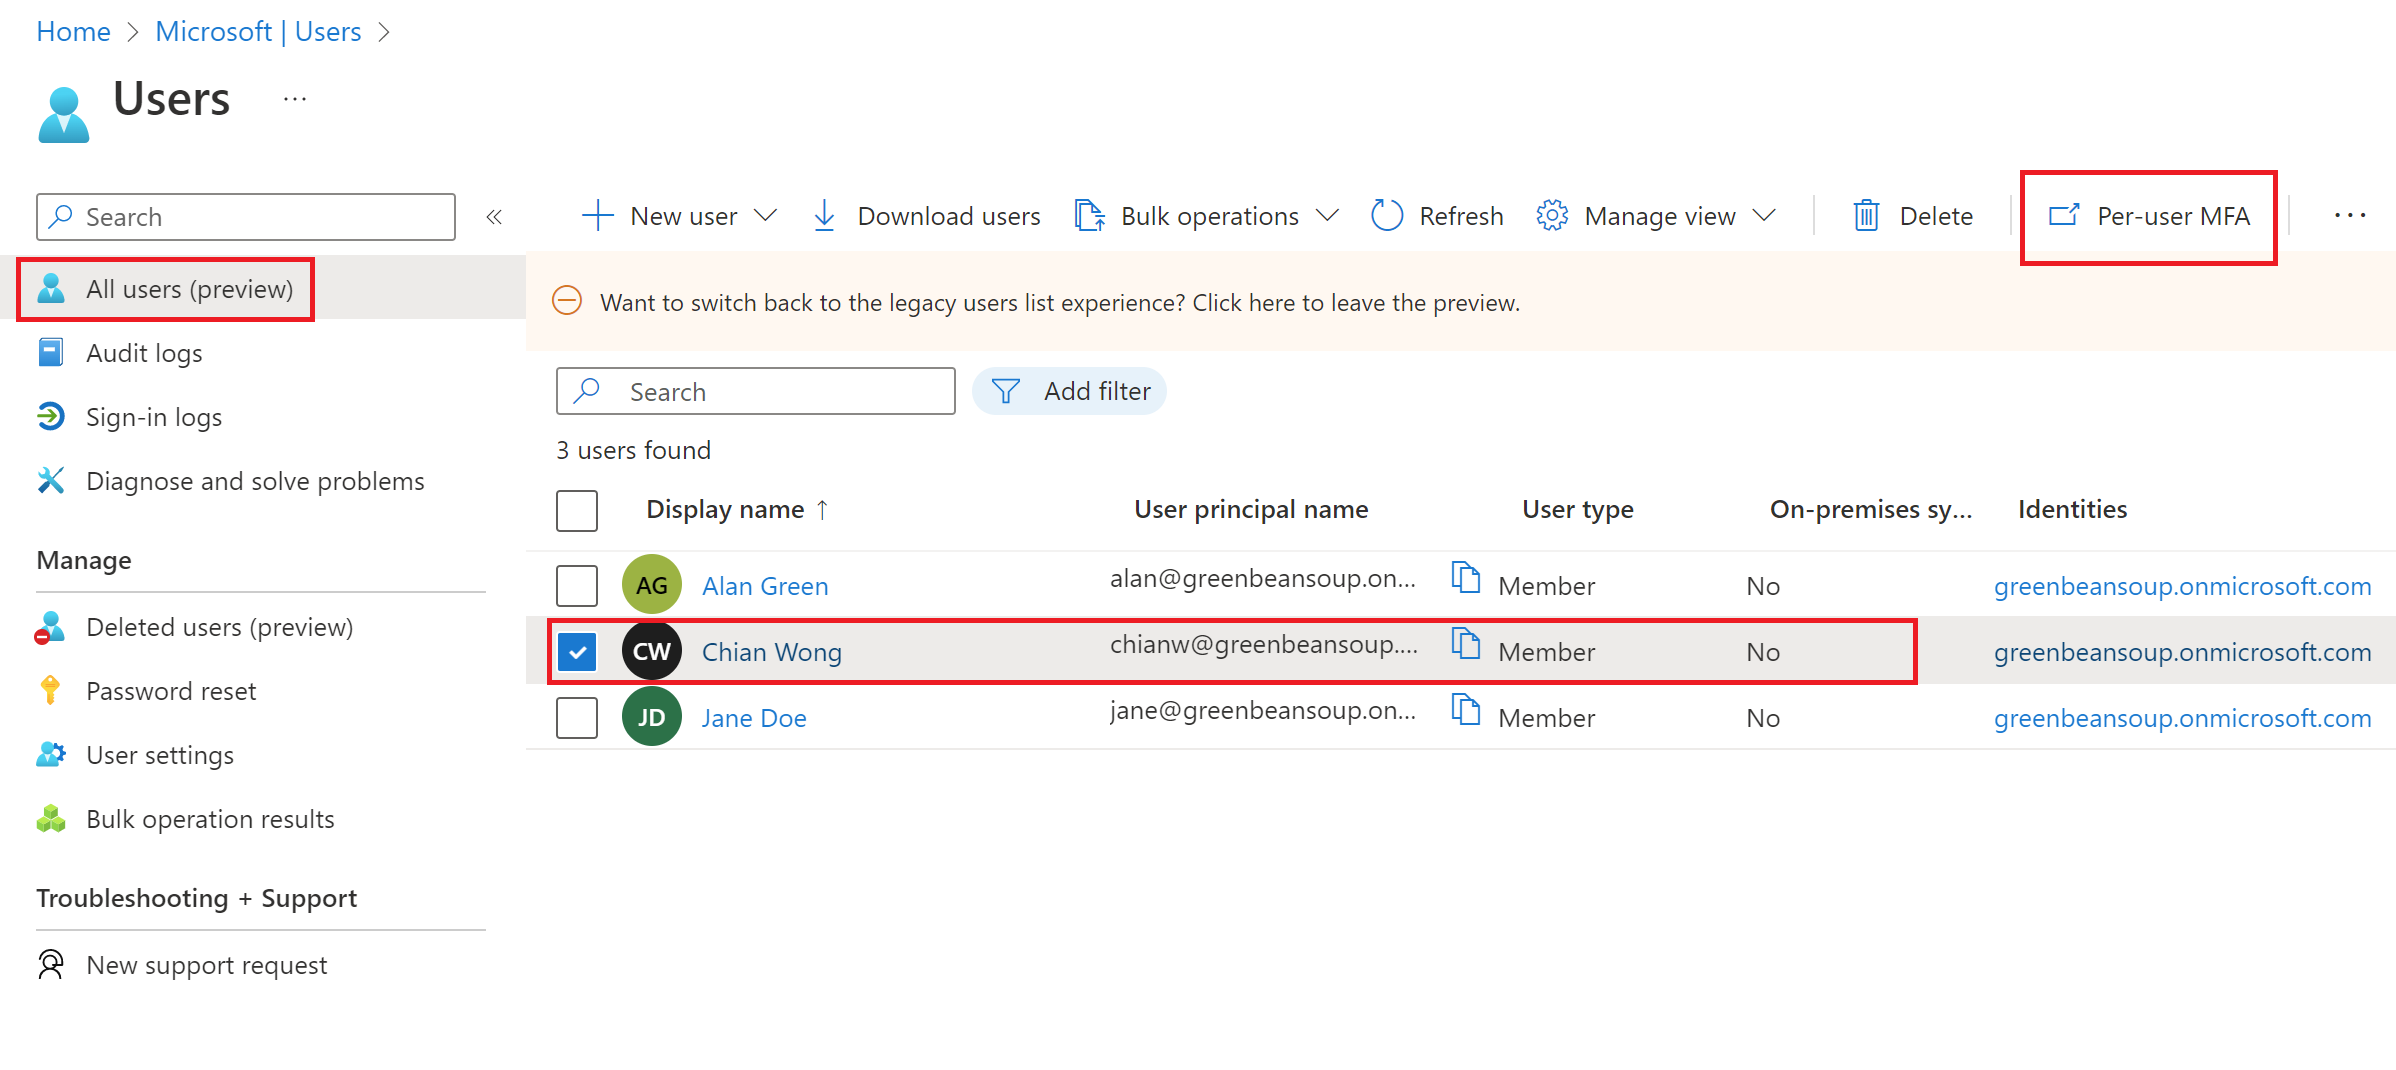 Home > Microsoft | Users >
Users ...
Search «
New user Download users Bulk operations Refresh Manage view Delete Per-user MFA ...
All users (preview)
Audit logs
Sign-in logs
Diagnose and solve problems
Manage
Deleted users (preview)
Password reset
User settings
Bulk operation results
Troubleshooting + Support
New support request
Want to switch back to the legacy users list experience? Click here to leave the preview.
Search Add filter
3 users found
Display name ↑ User principal name User type On-premises sy... Identities
AG Alan Green alan@greenbeansoup.on... Member No greenbeansoup.onmicrosoft.com
CW Chian Wong chianw@greenbeansoup.... Member No greenbeansoup.onmicrosoft.com
JD Jane Doe jane@greenbeansoup.on... Member No greenbeansoup.onmicrosoft.com